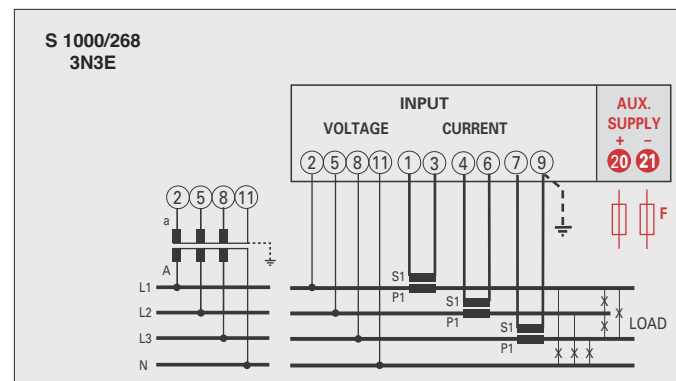 S 1000/268
3N3E
INPUT
AUX.
SUPPLY
VOLTAGE CURRENT
+ –
2 5 8 11 1 3 4 6 7 9
20 21
2 5 8 11
a
F
A
L1
L2
L3
N
S1
P1
S1
P1
S1
P1
LOAD